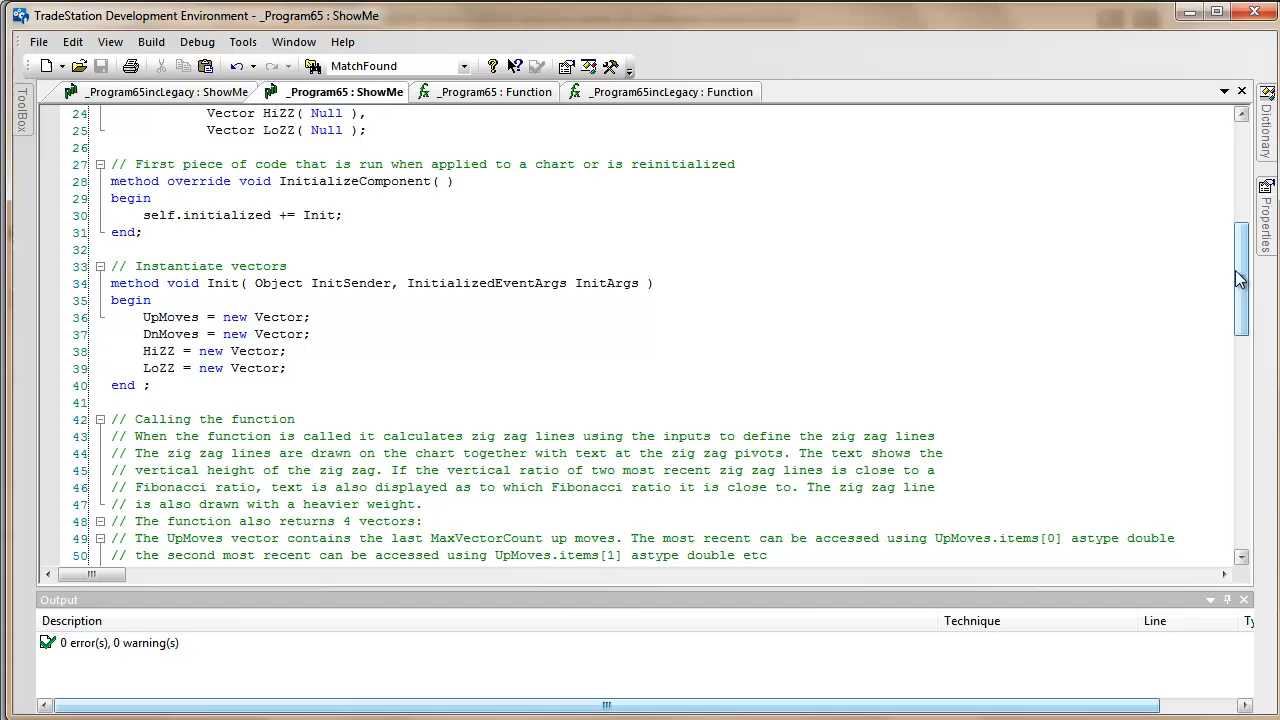 TradeStation Development Environment - _Program65 : ShowMe
File Edit View Build Debug Tools Window Help
MatchFound
_Program65incLegacy : ShowMe _Program65 : ShowMe _Program65 : Function _Program65incLegacy : Function
ToolBox
Dictionary
Properties
24 Vector HiZZ( Null ),
25 Vector LoZZ( Null );
26
27 // First piece of code that is run when applied to a chart or is reinitialized
28 method override void InitializeComponent( )
29 begin
30 self.initialized += Init;
31 end;
32
33 // Instantiate vectors
34 method void Init( Object InitSender, InitializedEventArgs InitArgs )
35 begin
36 UpMoves = new Vector;
37 DnMoves = new Vector;
38 HiZZ = new Vector;
39 LoZZ = new Vector;
40 end ;
41
42 // Calling the function
43 // When the function is called it calculates zig zag lines using the inputs to define the zig zag lines
44 // The zig zag lines are drawn on the chart together with text at the zig zag pivots. The text shows the
45 // vertical height of the zig zag. If the vertical ratio of two most recent zig zag lines is close to a
46 // Fibonacci ratio, text is also displayed as to which Fibonacci ratio it is close to. The zig zag line
47 // is also drawn with a heavier weight.
48 // The function also returns 4 vectors:
49 // The UpMoves vector contains the last MaxVectorCount up moves. The most recent can be accessed using UpMoves.items[0] astype double
50 // the second most recent can be accessed using UpMoves.items[1] astype double etc
Output
Description Technique Line Ty
0 error(s), 0 warning(s)